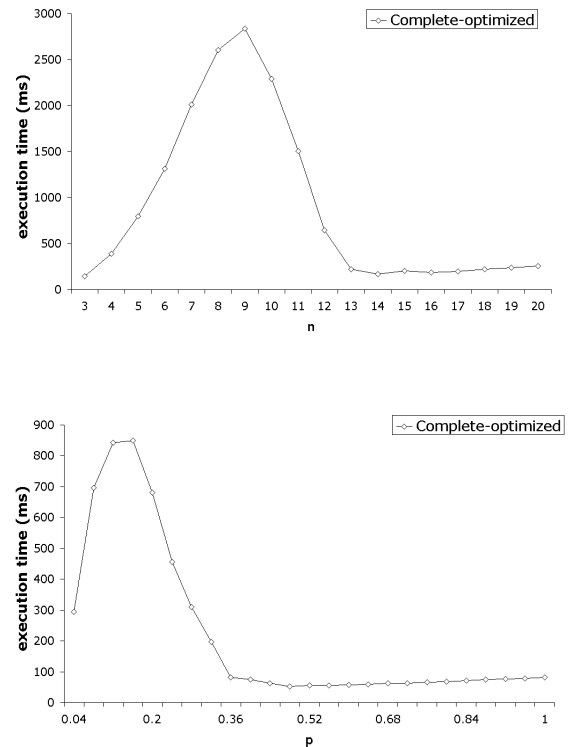 Complete-optimized
3000
2500
2000
1500
1000
500
0
execution time (ms)
3 4 5 6 7 8 9 10 11 12 13 14 15 16 17 18 19 20
n
Complete-optimized
900
800
700
600
500
400
300
200
100
0
execution time (ms)
0.04 0.2 0.36 0.52 0.68 0.84 1
p